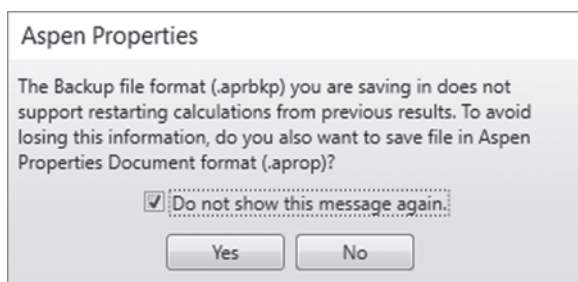 Aspen Properties
The Backup file format (.aprbkp) you are saving in does not
support restarting calculations from previous results. To avoid
losing this information, do you also want to save file in Aspen
Properties Document format (.aprop)?
Do not show this message again.
Yes No